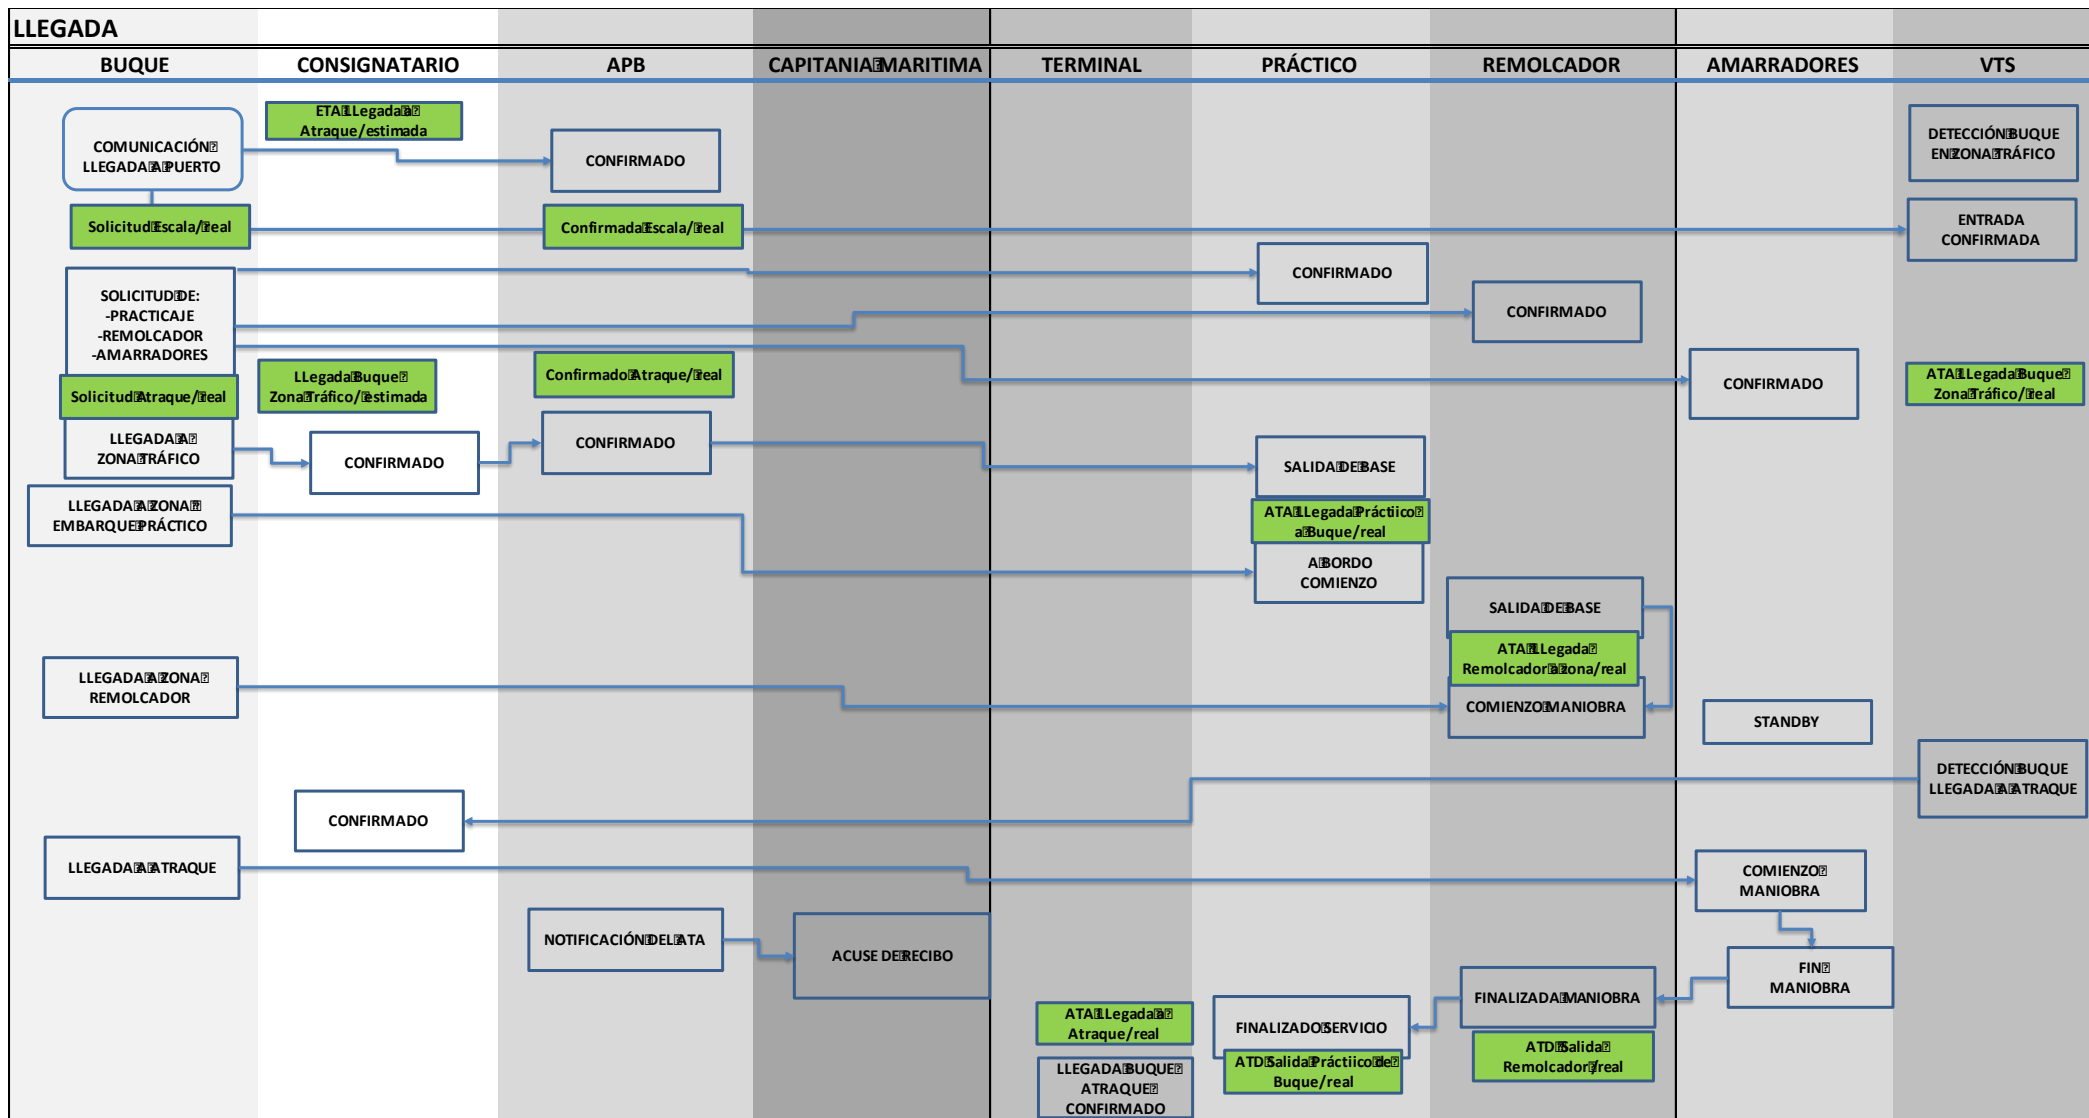 LLEGADA
BUQUE
CONSIGNATARIO
APB
CAPITANIA MARITIMA
TERMINAL
PRÁCTICO
REMOLCADOR
AMARRADORES
VTS
ETA LLegada a
Atraque/estimada
COMUNICACIÓN
LLEGADA A PUERTO
CONFIRMADO
DETECCIÓN BUQUE
EN ZONA TRÁFICO
Solicitud Escala/ real
Confirmada Escala/ real
ENTRADA
CONFIRMADA
SOLICITUD DE:
-PRACTICAJE
-REMOLCADOR
-AMARRADORES
CONFIRMADO
CONFIRMADO
CONFIRMADO
Solicitud Atraque/ real
LLegada Buque
Zona Tráfico/ estimada
Confirmado Atraque/ real
ATA LLegada Buque
Zona Tráfico/ real
LLEGADA A
ZONA TRÁFICO
CONFIRMADO
CONFIRMADO
SALIDA DE BASE
LLEGADA A ZONA
EMBARQUE PRÁCTICO
ATA LLegada Práctiico
a Buque/real
A BORDO
COMIENZO
SALIDA DE BASE
ATA LLegada
Remolcador a zona/real
LLEGADA A ZONA
REMOLCADOR
COMIENZO MANIOBRA
STANDBY
DETECCIÓN BUQUE
LLEGADA A ATRAQUE
CONFIRMADO
LLEGADA A ATRAQUE
COMIENZO
MANIOBRA
NOTIFICACIÓN DEL ATA
ACUSE DE RECIBO
FIN
MANIOBRA
FINALIZADA MANIOBRA
ATA LLegada a
Atraque/real
FINALIZADO SERVICIO
ATD Salida
Remolcador /real
LLEGADA BUQUE
ATRAQUE
CONFIRMADO
ATD Salida Práctiico de
Buque/real